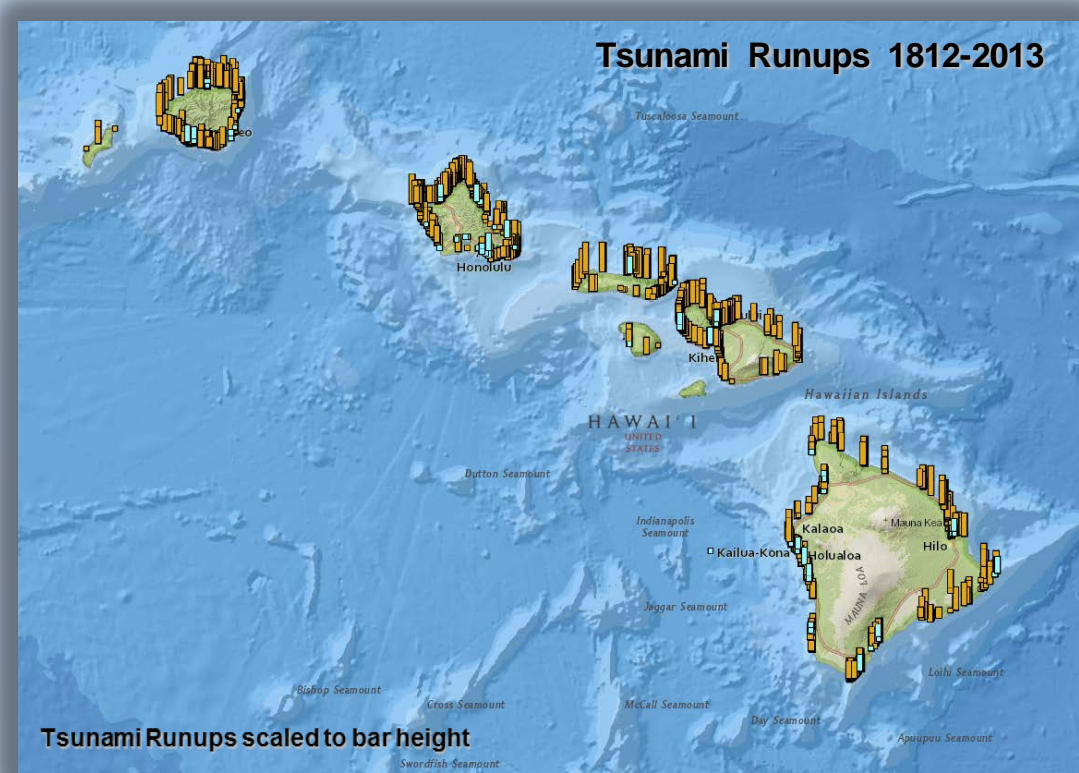 Tsunami Runups 1812-2013
Tuscaloosa Seamount
Honolulu
Hawaiian Islands
HAWAI‘I
UNITED
STATES
Dutton Seamount
Indianapolis
Seamount
Kalaoa
Mauna Kea
Hilo
Kailua-Kona
Holualoa
MAUNA LOA
Jaggar Seamount
Loihi Seamount
Bishop Seamount
Cross Seamount
McCall Seamount
Day Seamount
Apuupuu Seamount
Tsunami Runups scaled to bar height
Swordfish Seamount